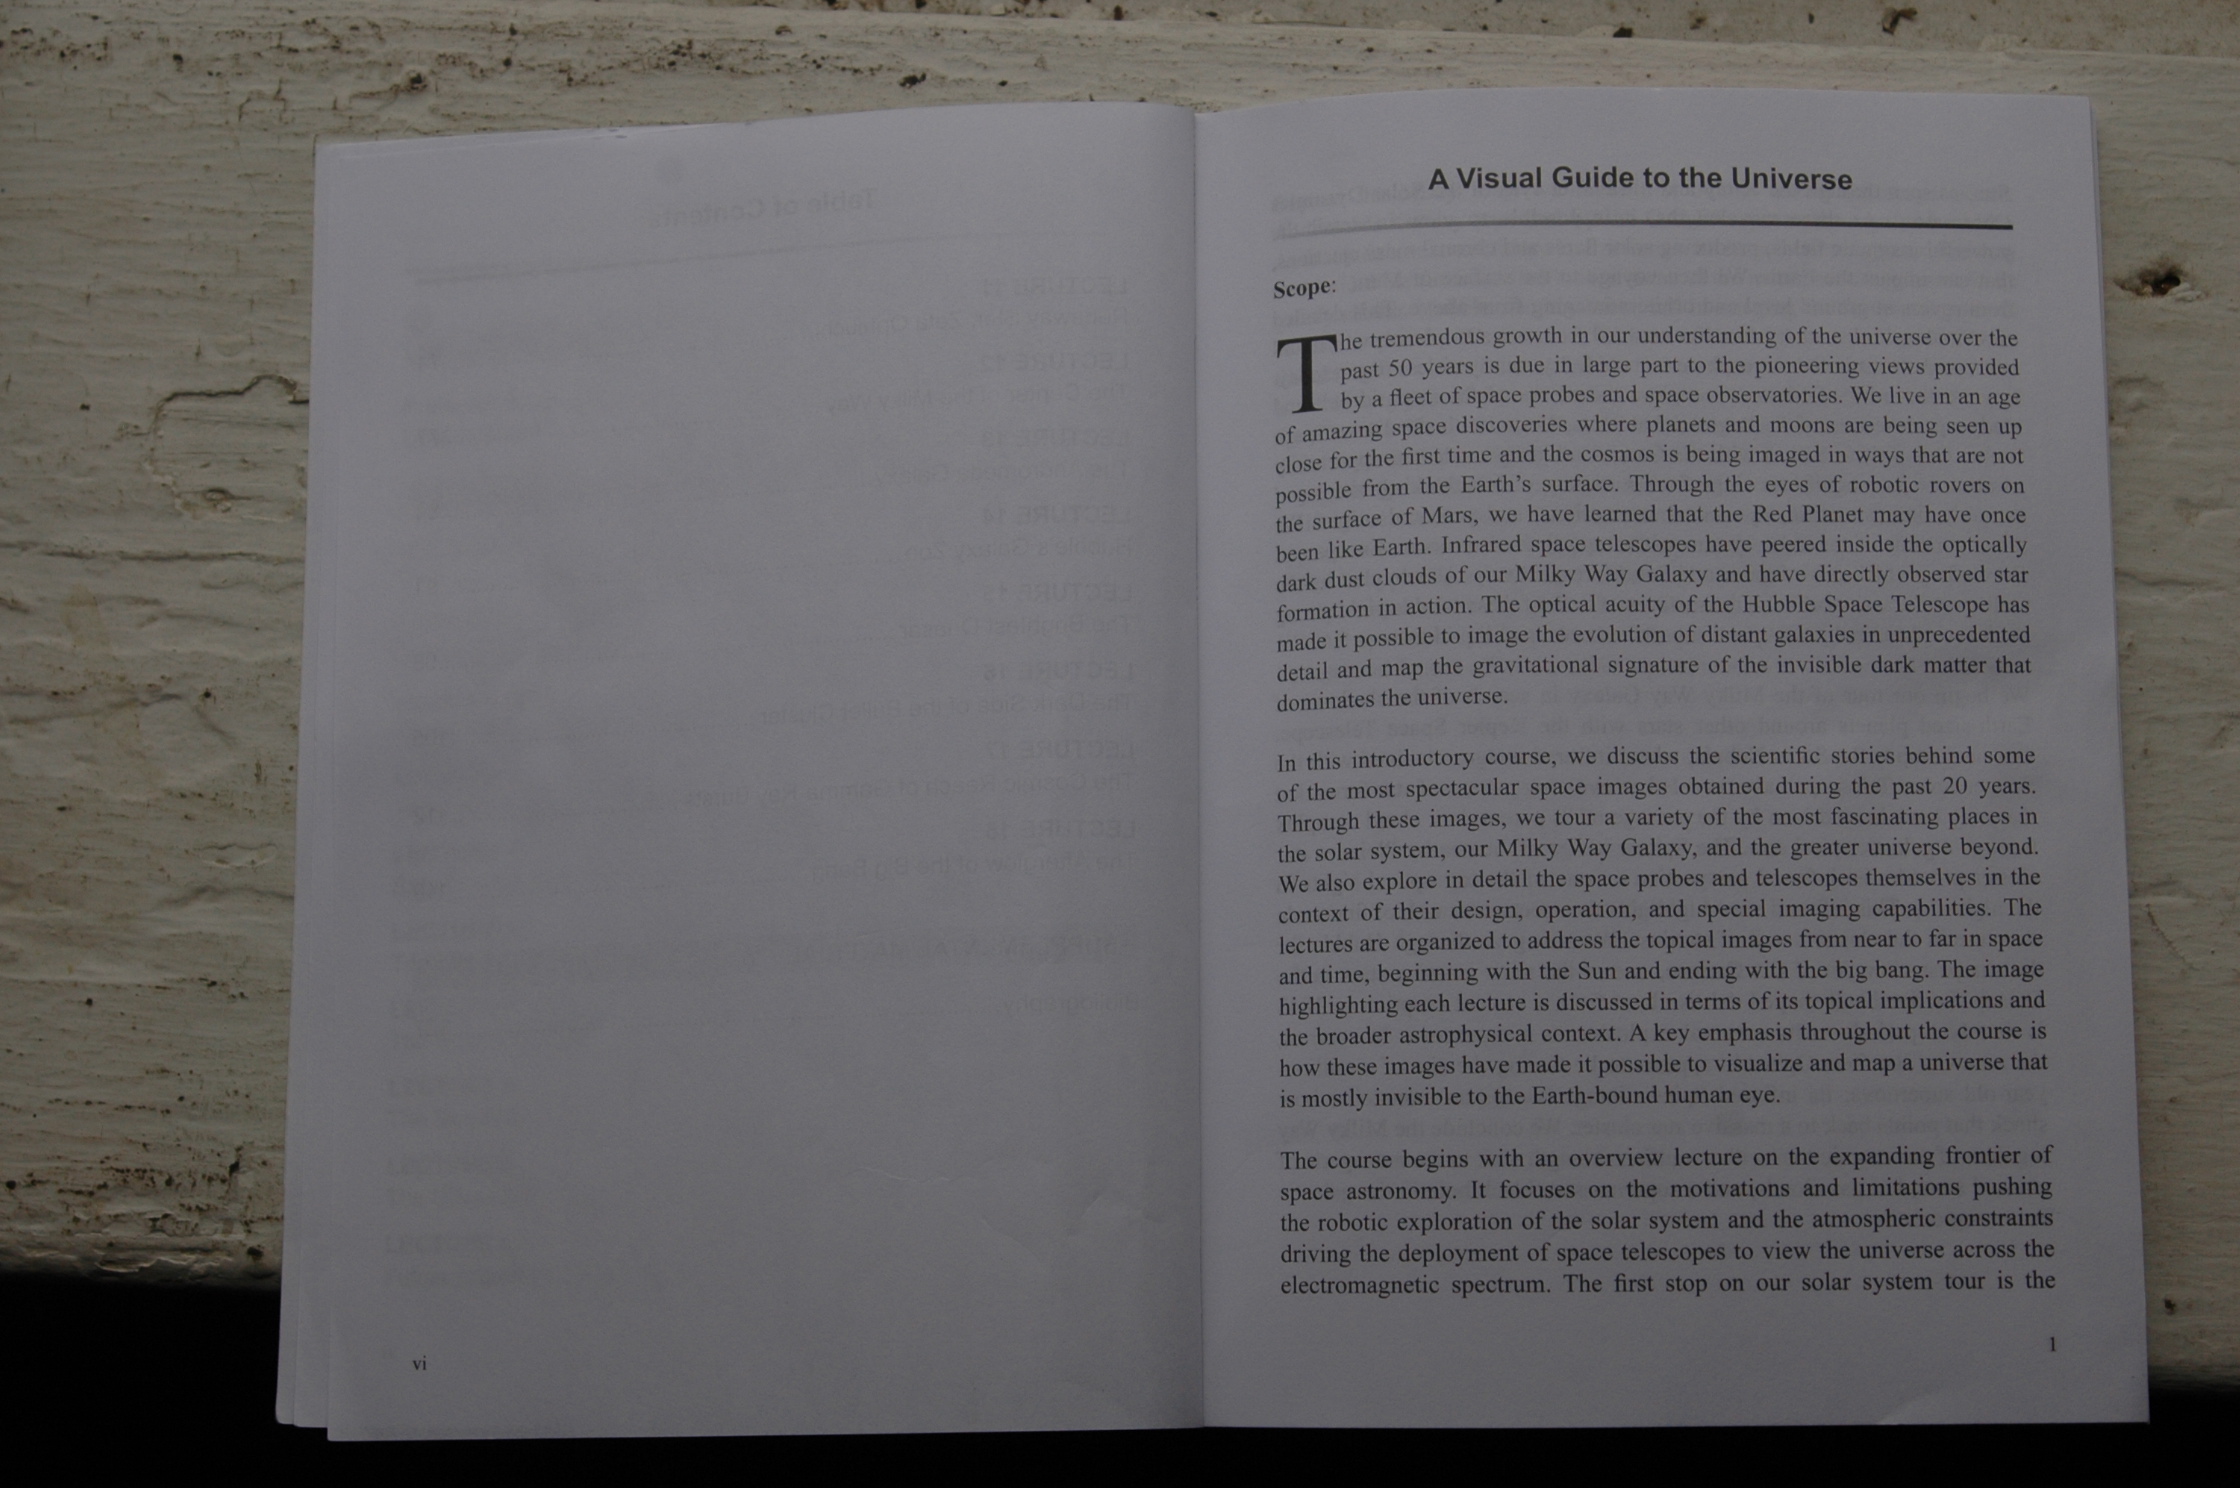 vi
A Visual Guide to the Universe
Scope:
The tremendous growth in our understanding of the universe over the
past 50 years is due in large part to the pioneering views provided
by a fleet of space probes and space observatories. We live in an age
of amazing space discoveries where planets and moons are being seen up
close for the first time and the cosmos is being imaged in ways that are not
possible from the Earth’s surface. Through the eyes of robotic rovers on
the surface of Mars, we have learned that the Red Planet may have once
been like Earth. Infrared space telescopes have peered inside the optically
dark dust clouds of our Milky Way Galaxy and have directly observed star
formation in action. The optical acuity of the Hubble Space Telescope has
made it possible to image the evolution of distant galaxies in unprecedented
detail and map the gravitational signature of the invisible dark matter that
dominates the universe.
In this introductory course, we discuss the scientific stories behind some
of the most spectacular space images obtained during the past 20 years.
Through these images, we tour a variety of the most fascinating places in
the solar system, our Milky Way Galaxy, and the greater universe beyond.
We also explore in detail the space probes and telescopes themselves in the
context of their design, operation, and special imaging capabilities. The
lectures are organized to address the topical images from near to far in space
and time, beginning with the Sun and ending with the big bang. The image
highlighting each lecture is discussed in terms of its topical implications and
the broader astrophysical context. A key emphasis throughout the course is
how these images have made it possible to visualize and map a universe that
is mostly invisible to the Earth-bound human eye.
The course begins with an overview lecture on the expanding frontier of
space astronomy. It focuses on the motivations and limitations pushing
the robotic exploration of the solar system and the atmospheric constraints
driving the deployment of space telescopes to view the universe across the
electromagnetic spectrum. The first stop on our solar system tour is the
1